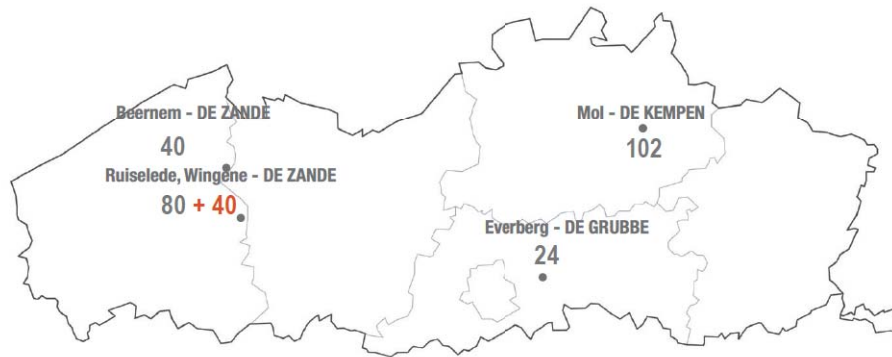 Beernem - DE ZANDE
40
Ruiselede, Wingene - DE ZANDE
80 + 40
Mol - DE KEMPEN
102
Everberg - DE GRUBBE
24